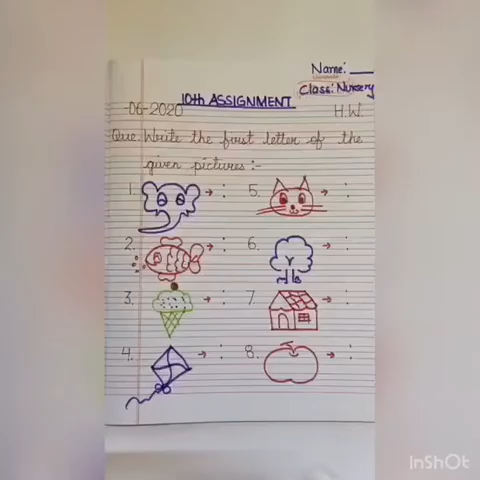 Name: ____
Class: Nursery
10th ASSIGNMENT
-06-2020
H.W.
Que. Write the first letter of the
given pictures :-
1. → :
5. → :
2. → :
6. → :
3. → :
7. → :
4. → :
8. → :
InShOt